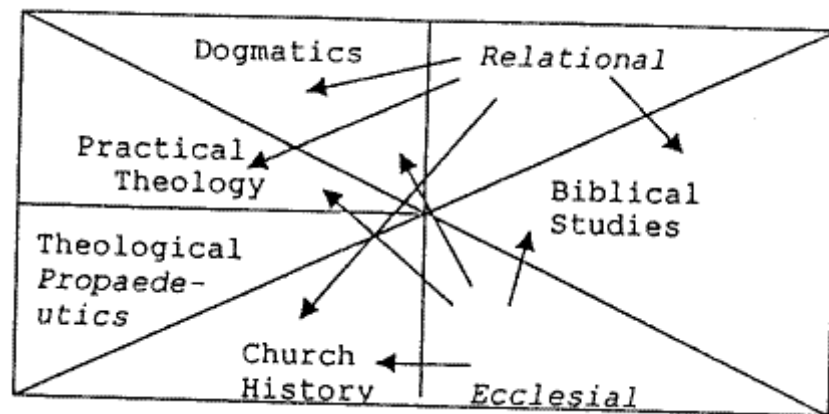 Dogmatics
Relational
Practical
Theology
Biblical
Studies
Theological
Propaede-
utics
Church
History
Ecclesial